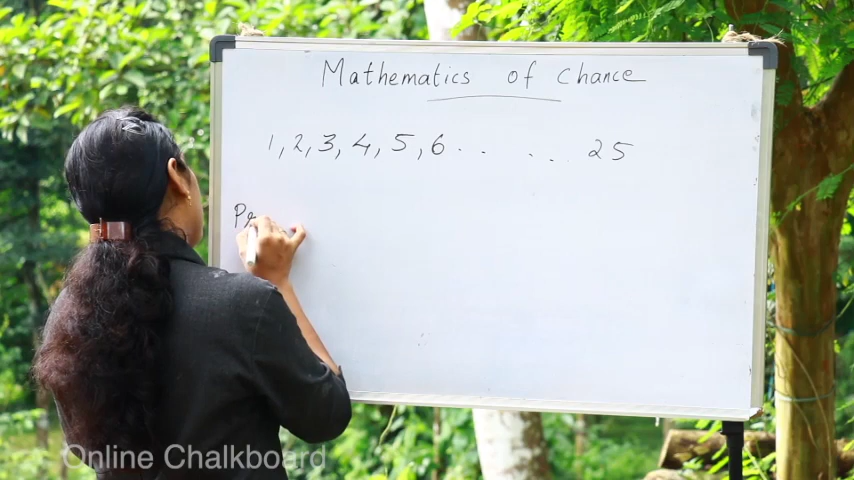 Mathematics of Chance
1, 2, 3, 4, 5, 6 . . . . . 25
Online Chalkboard